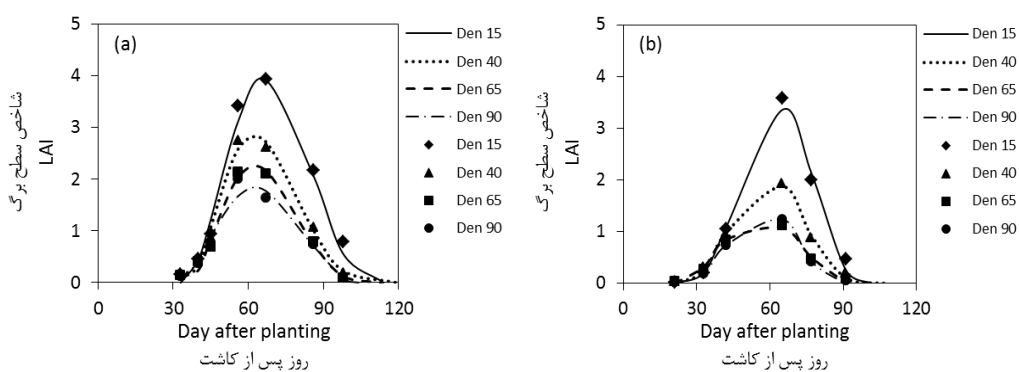 (a)
5
4
3
2
1
0
0
30
60
90
120
شاخص سطح برگ
LAI
Day after planting
روز پس از کاشت
Den 15
Den 40
Den 65
Den 90
Den 15
Den 40
Den 65
Den 90
(b)
5
4
3
2
1
0
0
30
60
90
120
شاخص سطح برگ
LAI
Day after planting
روز پس از کاشت
Den 15
Den 40
Den 65
Den 90
Den 15
Den 40
Den 65
Den 90